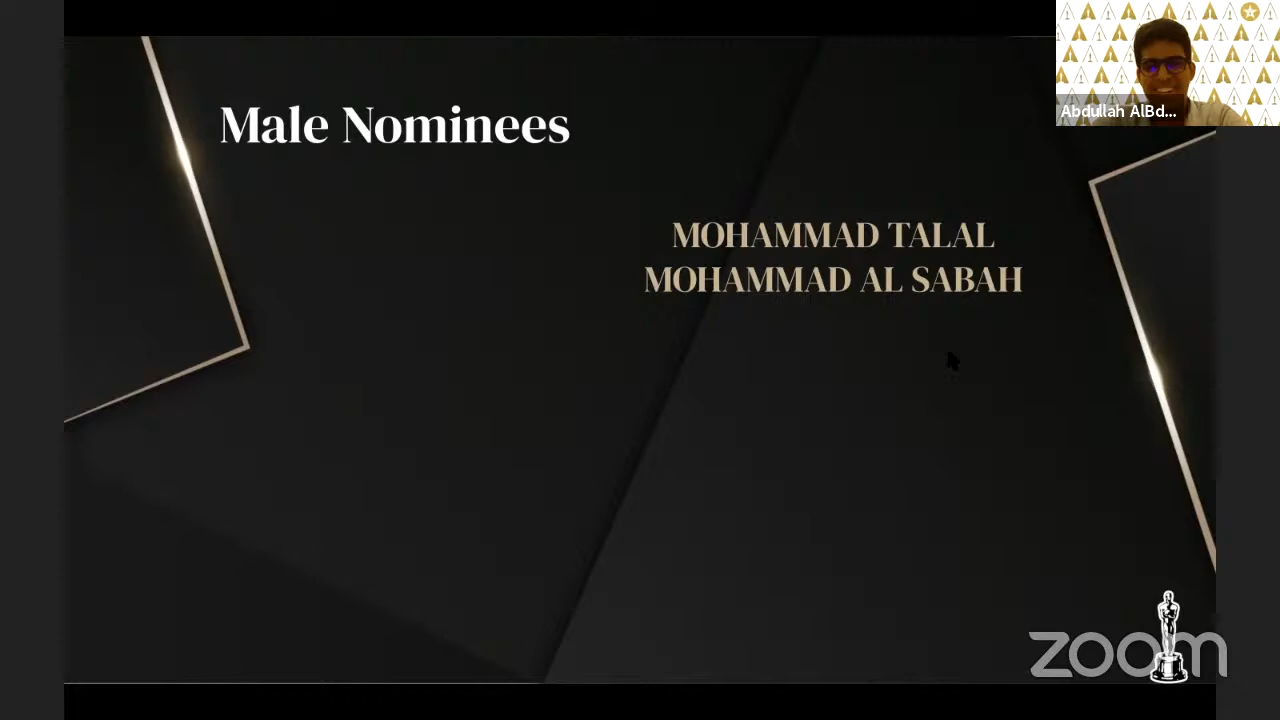 Male Nominees
Abdullah AlBd...
MOHAMMAD TALAL
MOHAMMAD AL SABAH
zoom